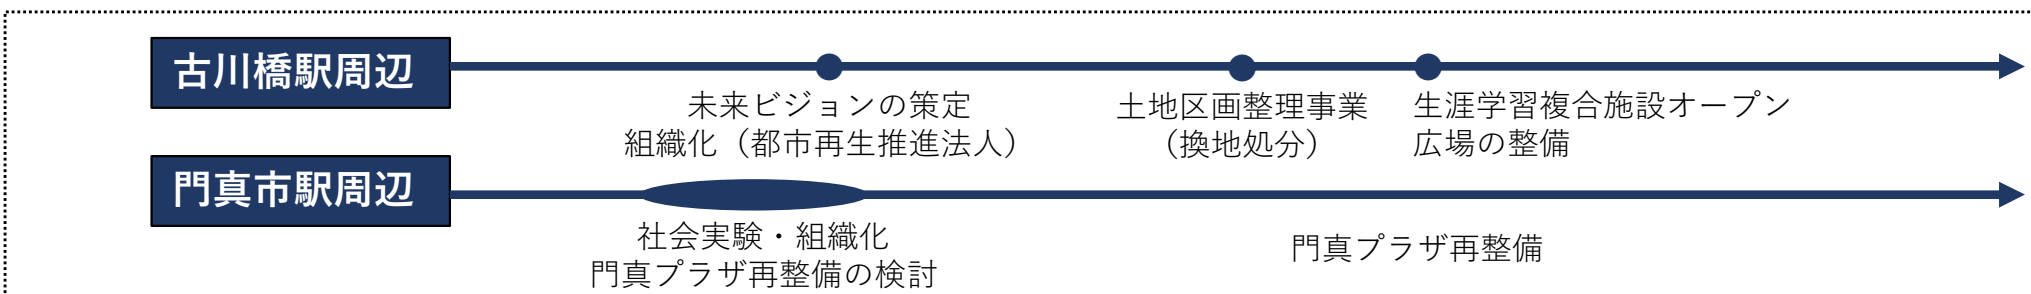 古川橋駅周辺
未来ビジョンの策定
組織化（都市再生推進法人）
土地区画整理事業
（換地処分）
生涯学習複合施設オープン
広場の整備
門真市駅周辺
社会実験・組織化
門真プラザ再整備の検討
門真プラザ再整備